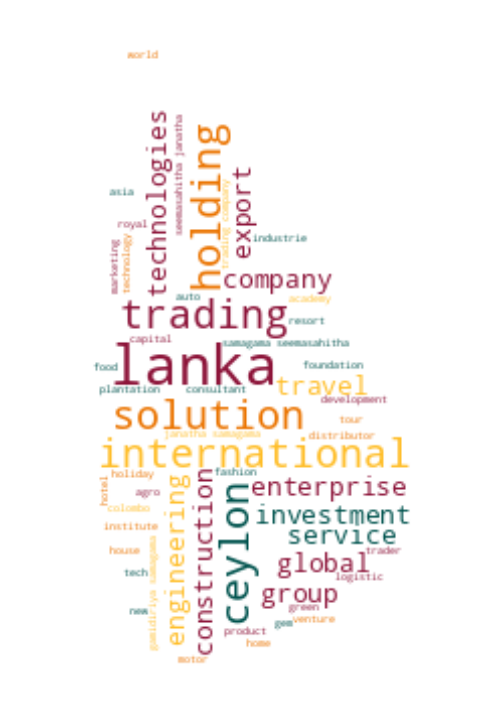 world
technologies
seemasahitha janatha
holding
export
asia
trading company
royal
marketing
technology
industrie
company
auto
academy
trading
resort
capital
samagama seemasahitha
lanka
food
foundation
travel
plantation
consultant
development
solution
tour
janatha samagama
distributor
international
hotel
holiday
fashion
engineering
construction
ceylon
enterprise
agro
colombo
investment
institute
service
gamidiriya samagama
house
trader
global
tech
logistic
group
new
green
gem
venture
product
home
motor